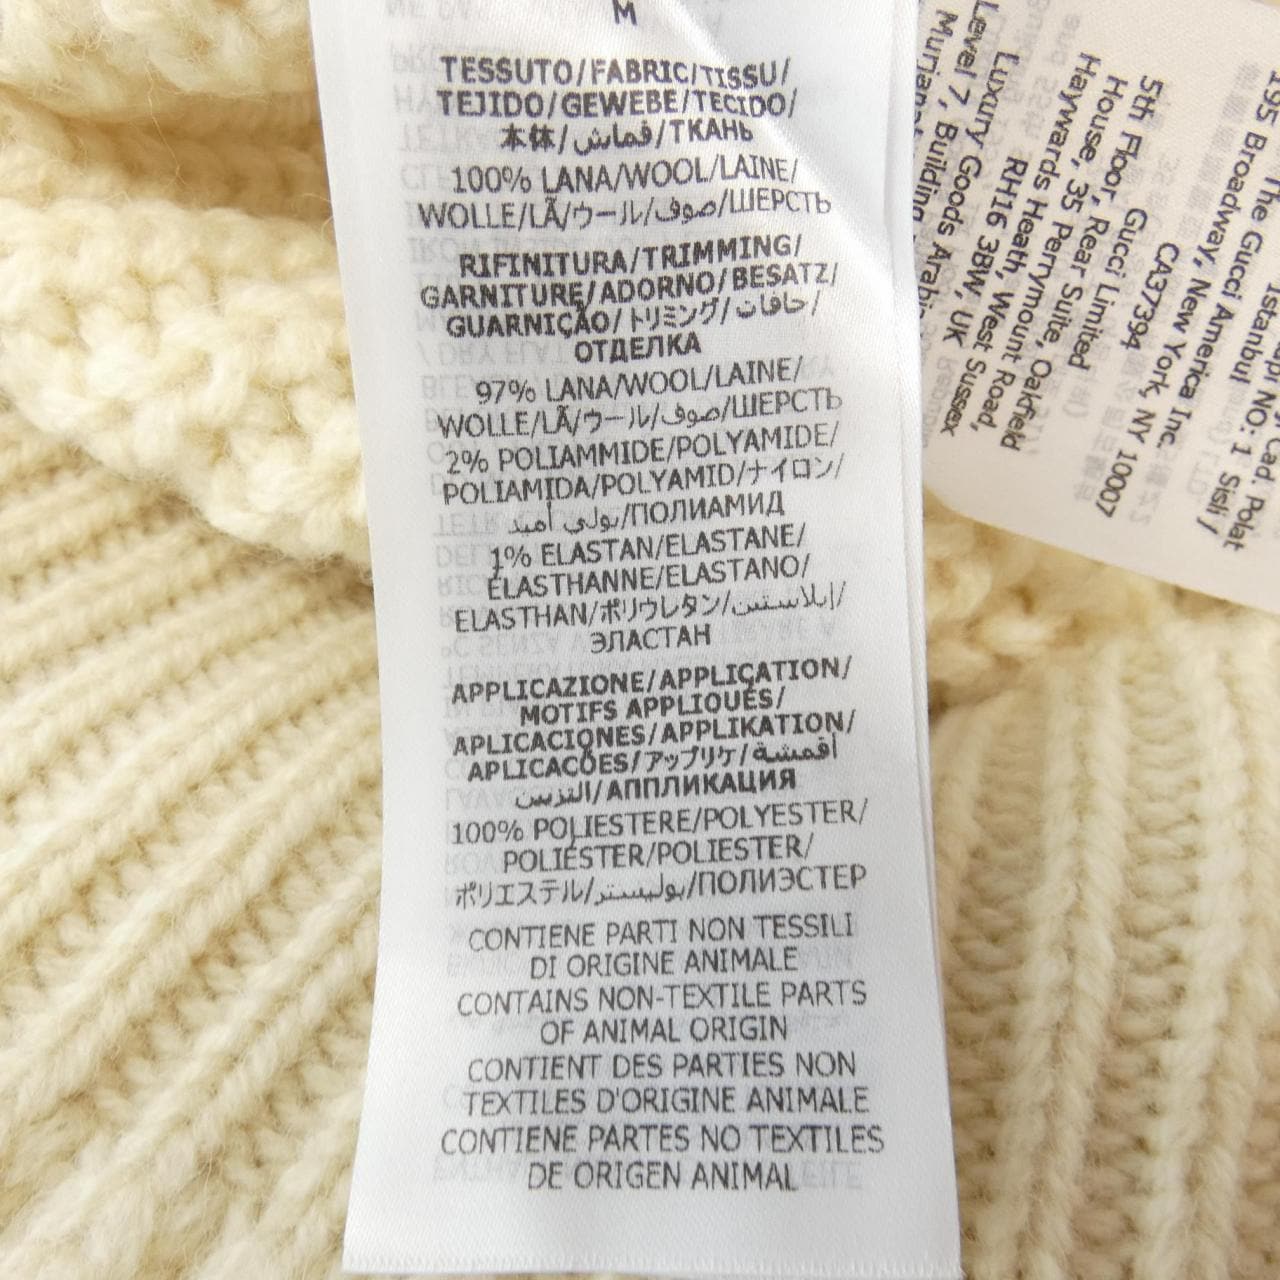 M
TESSUTO/FABRIC/TISSU/
TEJIDO/GEWEBE/TECIDO/
本体/قماش/ТКАНЬ
100% LANA/WOOL/LAINE/
WOLLE/LÃ/ウール/صوف/ШЕРСТЬ
RIFINITURA/TRIMMING/
GARNITURE/ADORNO/BESATZ/
GUARNIÇÃO/トリミング/حافات/
ОТДЕЛКА
97% LANA/WOOL/LAINE/
WOLLE/LÃ/ウール/صوف/ШЕРСТЬ
2% POLIAMMIDE/POLYAMIDE/
POLIAMIDA/POLYAMID/ナイロン/
بولي أميد/ПОЛИАМИД
1% ELASTAN/ELASTANE/
ÉLASTHANNE/ELASTANO/
ELASTHAN/ポリウレタン/إيلاستين/
ЭЛАСТАН
APPLICAZIONE/APPLICATION/
MOTIFS APPLIQUÉS/
APLICACIONES/APPLIKATION/
APLICACÕES/アップリケ/أقمشة
التزيين/АППЛИКАЦИЯ
100% POLIESTERE/POLYESTER/
POLIÉSTER/POLIESTER/
ポリエステル/بوليستر/ПОЛИЭСТЕР
CONTIENE PARTI NON TESSILI
DI ORIGINE ANIMALE
CONTAINS NON-TEXTILE PARTS
OF ANIMAL ORIGIN
CONTIENT DES PARTIES NON
TEXTILES D'ORIGINE ANIMALE
CONTIENE PARTES NO TEXTILES
DE ORIGEN ANIMAL
NO: 1 Sisli /
Istanbul
195 Broadway, New York, NY 10007
The Gucci America Inc.
CA37394
Gucci Limited
5th Floor, Rear Suite, Oakfield
House, 35 Perrymount Road,
Haywards Heath, West Sussex
RH16 3BW, UK
Luxury Goods Arabi
Level 7, Building